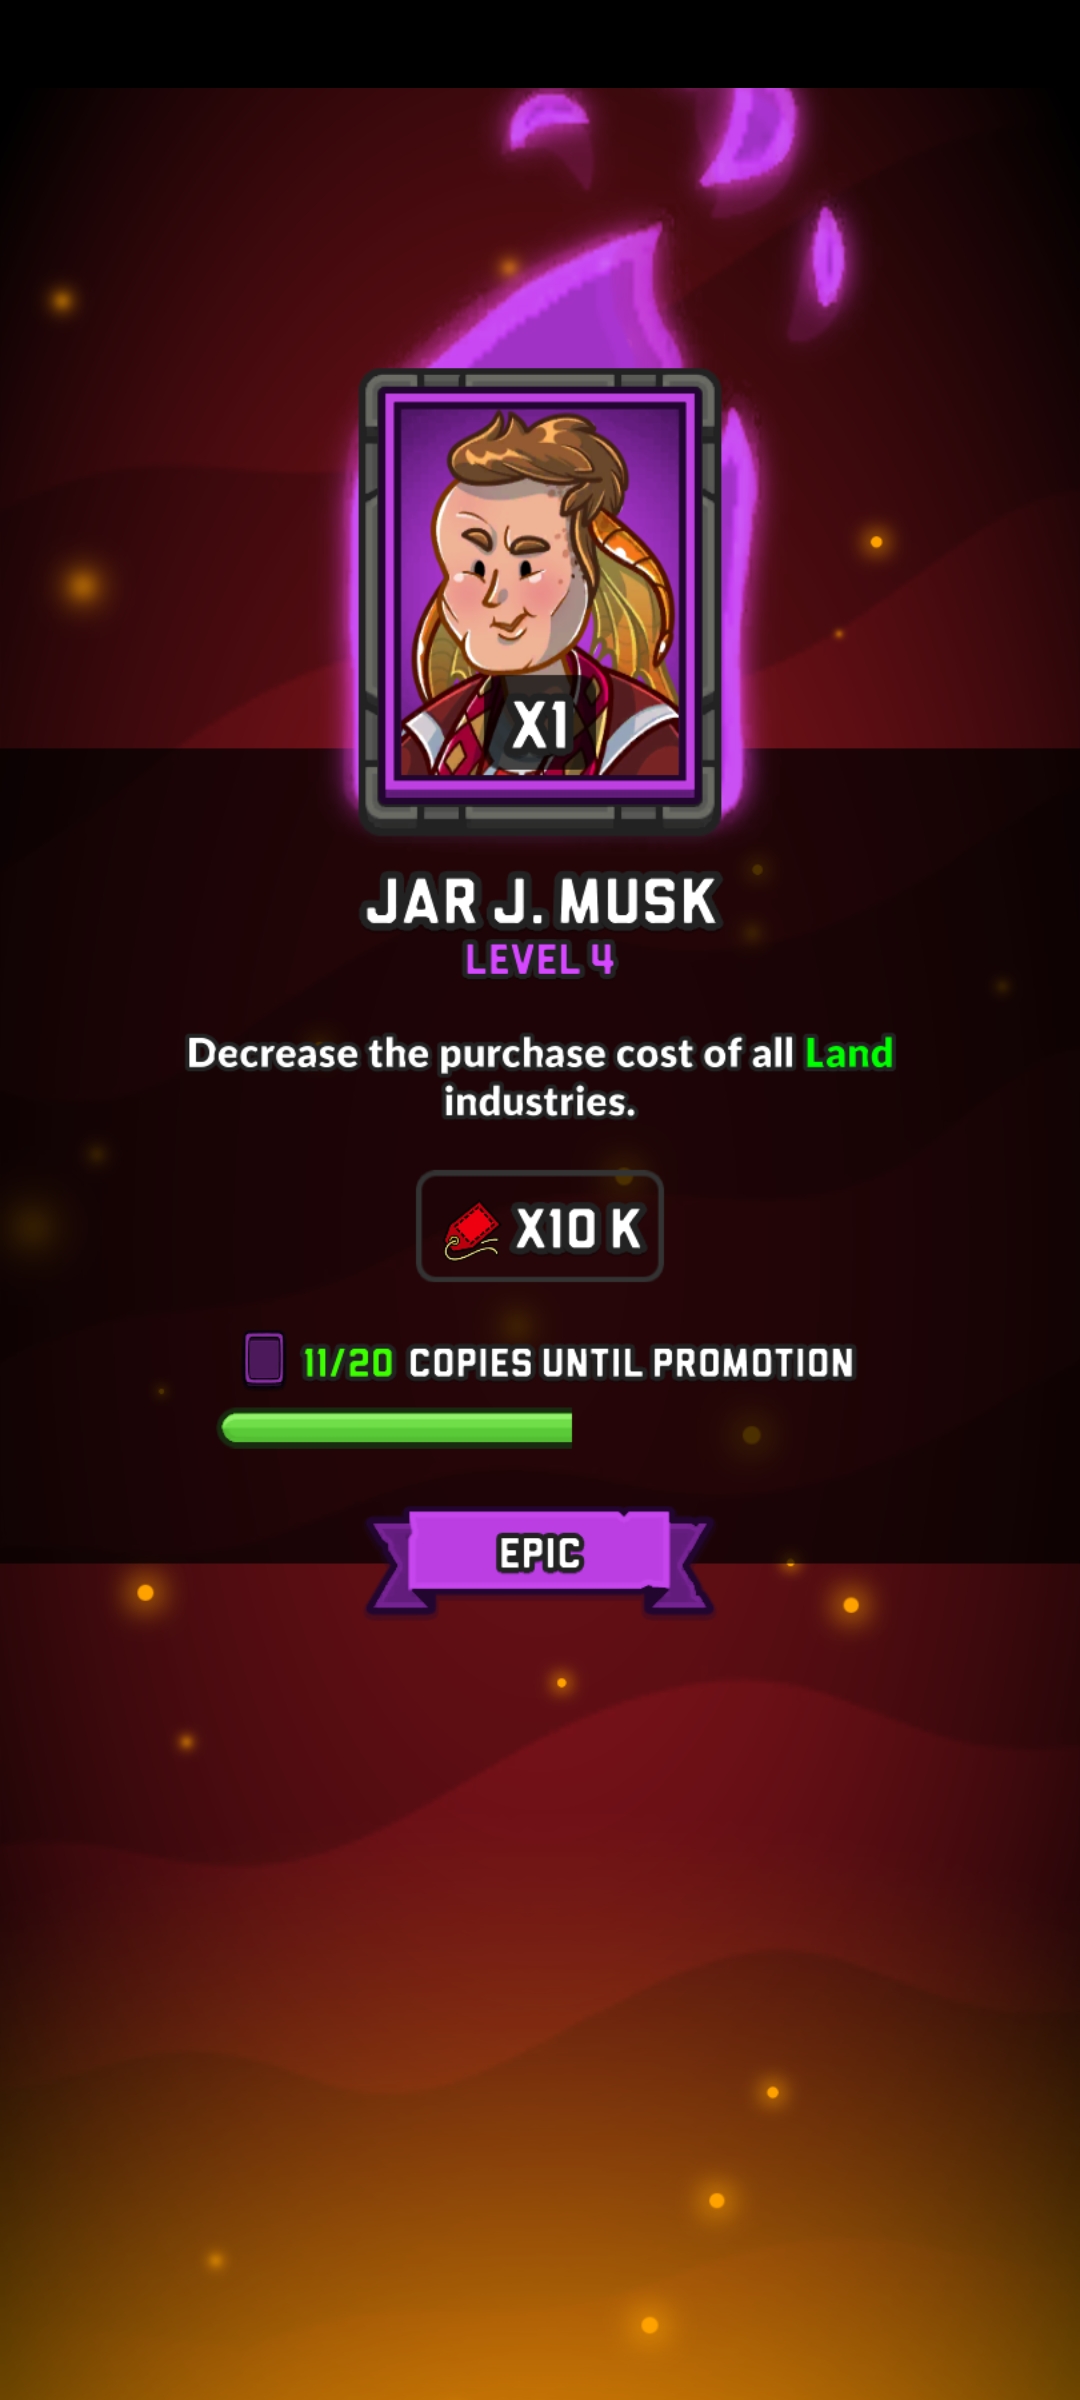 X1
JAR J. MUSK
LEVEL 4
Decrease the purchase cost of all Land
industries.
X10 K
11/20 COPIES UNTIL PROMOTION
EPIC